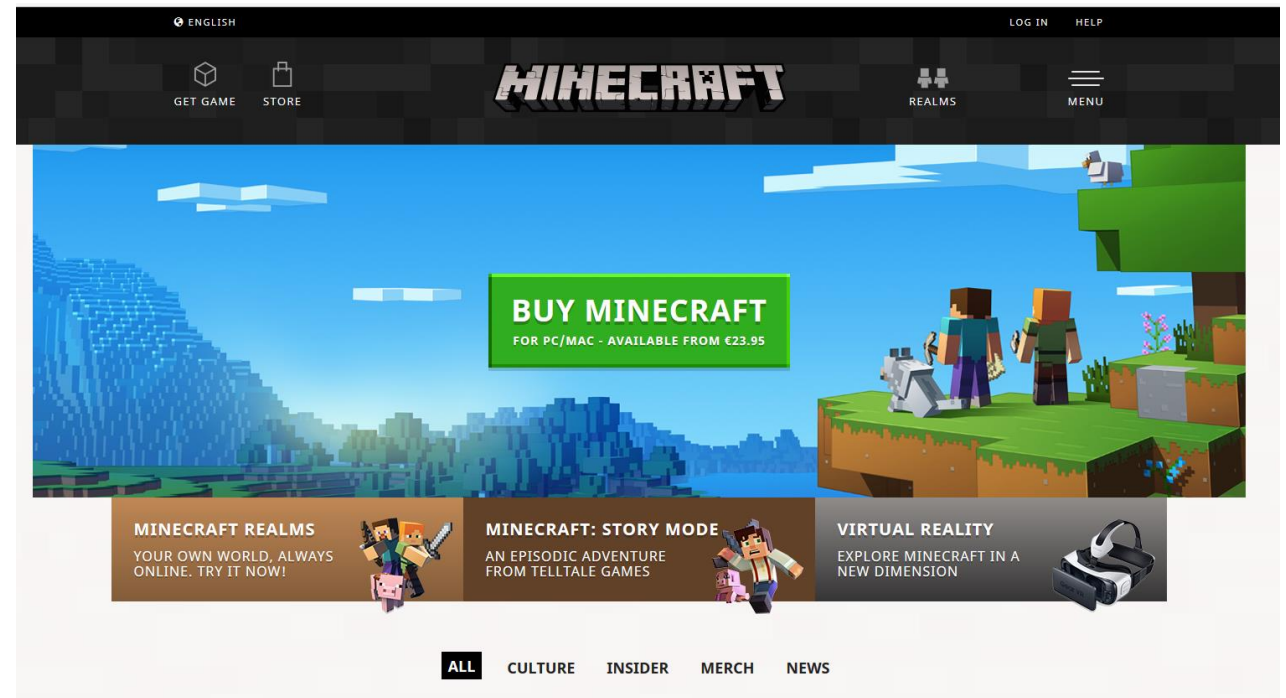 ENGLISH
LOG IN
HELP
GET GAME
STORE
MINECRAFT
REALMS
MENU
BUY MINECRAFT
FOR PC/MAC - AVAILABLE FROM €23.95
MINECRAFT REALMS
YOUR OWN WORLD, ALWAYS
ONLINE. TRY IT NOW!
MINECRAFT: STORY MODE
AN EPISODIC ADVENTURE
FROM TELLTALE GAMES
VIRTUAL REALITY
EXPLORE MINECRAFT IN A
NEW DIMENSION
ALL
CULTURE
INSIDER
MERCH
NEWS